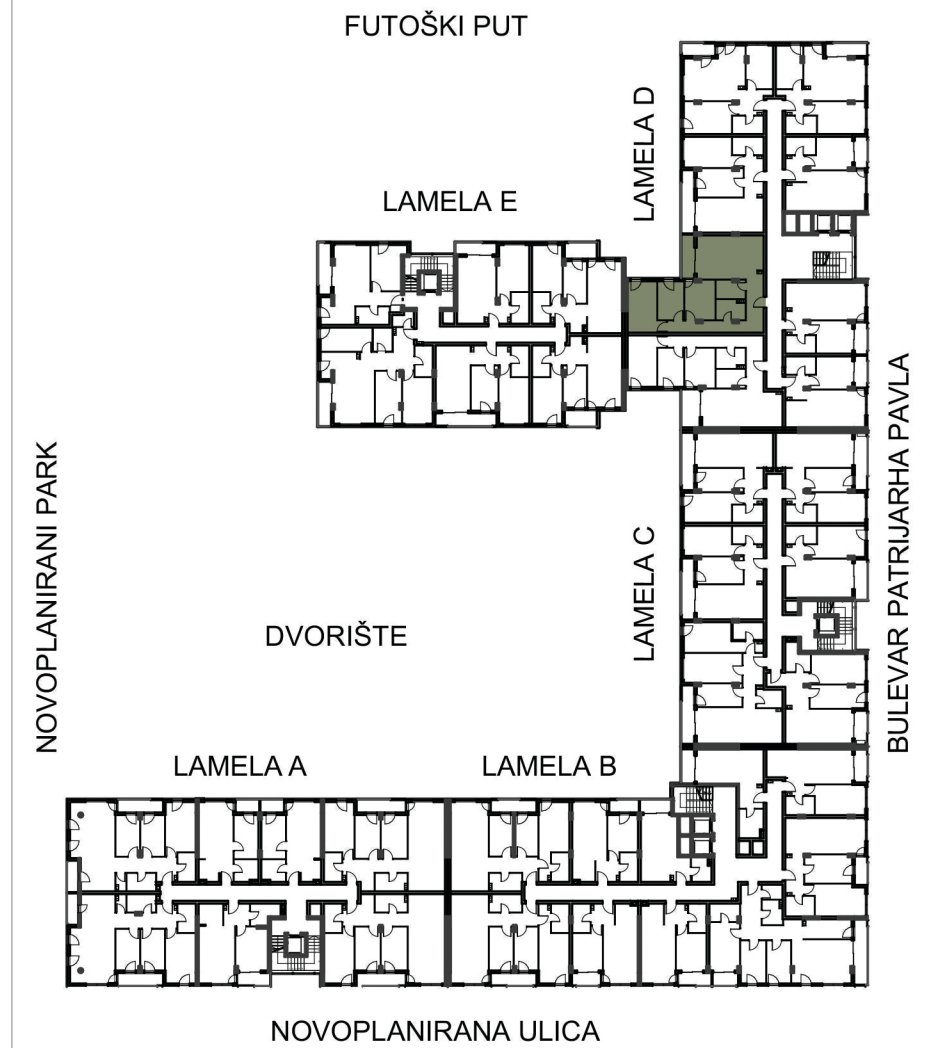 FUTOŠKI PUT
LAMELA D
LAMELA E
BULEVAR PATRIJARHA PAVLA
NOVOPLANIRANI PARK
LAMELA C
DVORIŠTE
LAMELA A
LAMELA B
NOVOPLANIRANA ULICA